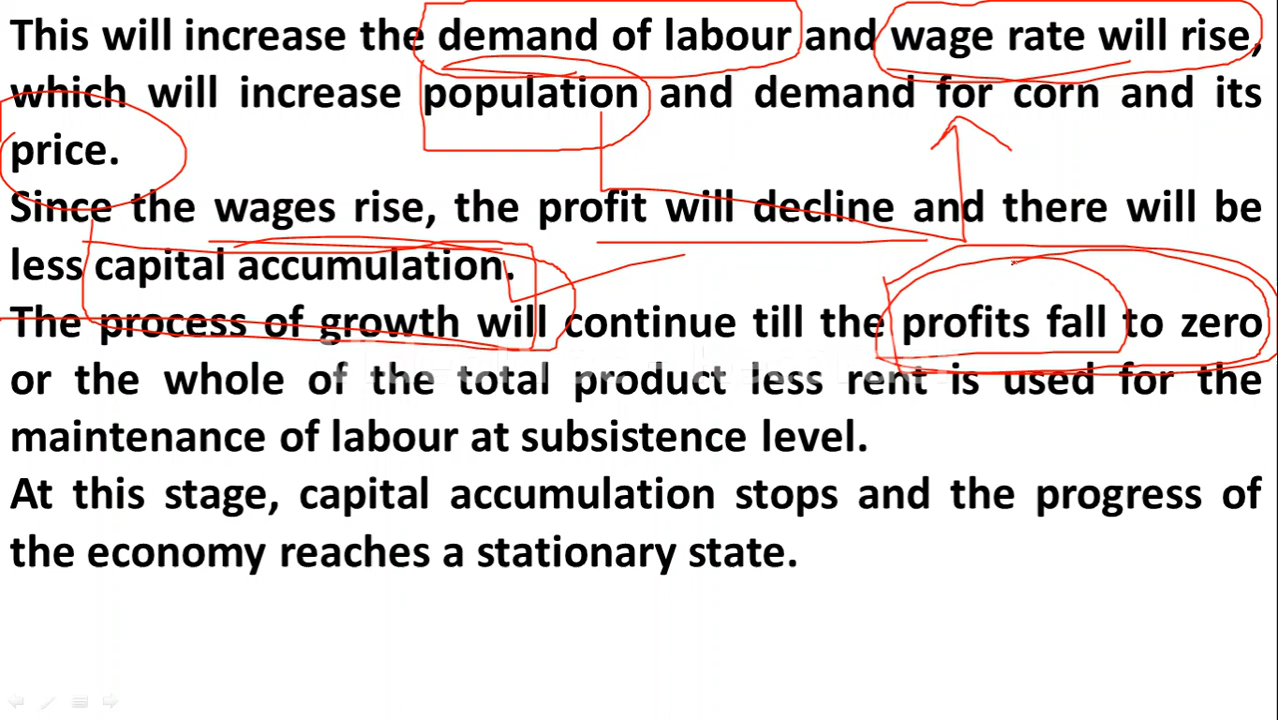 This will increase the demand of labour and wage rate will rise,
which will increase population and demand for corn and its
price.
Since the wages rise, the profit will decline and there will be
less capital accumulation.
The process of growth will continue till the profits fall to zero
or the whole of the total product less rent is used for the
maintenance of labour at subsistence level.
At this stage, capital accumulation stops and the progress of
the economy reaches a stationary state.